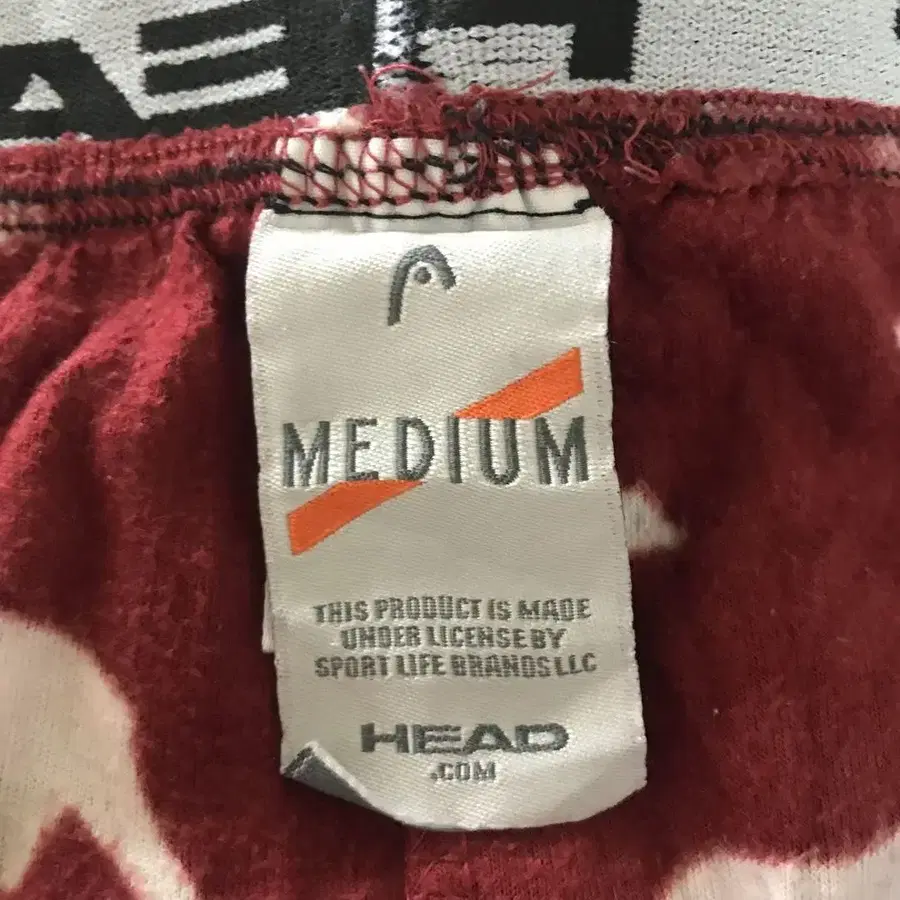 MEDIUM
THIS PRODUCT IS MADE
UNDER LICENSE BY
SPORT LIFE BRANDS LLC
HEAD
.COM